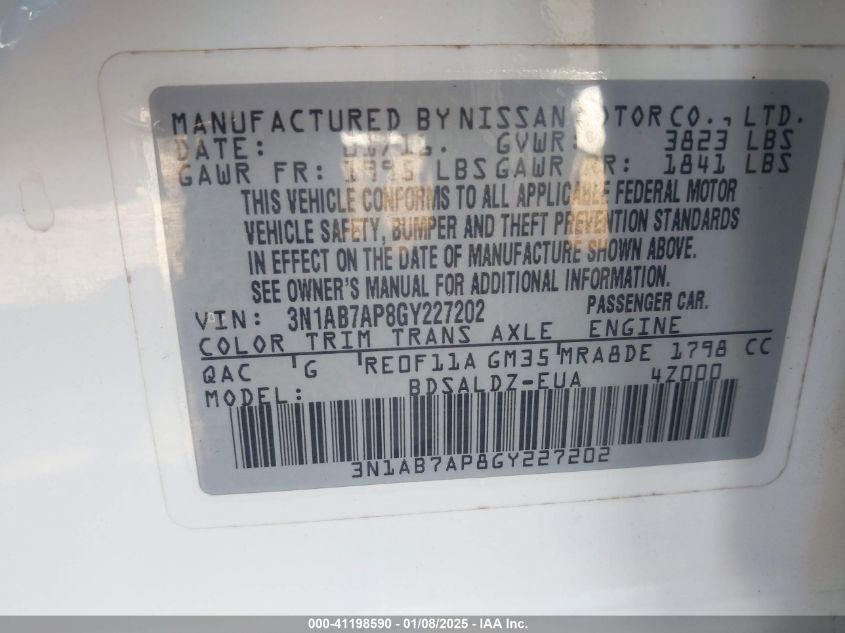 MANUFACTURED BY NISSAN MOTOR CO., LTD.
DATE: GVWR: 3823 LBS
GAWR FR: 1995 LBS GAWR RR: 1841 LBS
THIS VEHICLE CONFORMS TO ALL APPLICABLE FEDERAL MOTOR
VEHICLE SAFETY, BUMPER AND THEFT PREVENTION STANDARDS
IN EFFECT ON THE DATE OF MANUFACTURE SHOWN ABOVE.
SEE OWNER'S MANUAL FOR ADDITIONAL INFORMATION.
VIN: 3N1AB7AP8GY227202 PASSENGER CAR.
COLOR TRIM TRANS AXLE ENGINE
QAC G RE0F11A GM35 MRA8DE 1798 CC
MODEL: BDSALDZ-EUA 4Z000
3N1AB7AP8GY227202
000-41198590 - 01/08/2025 - IAA Inc.